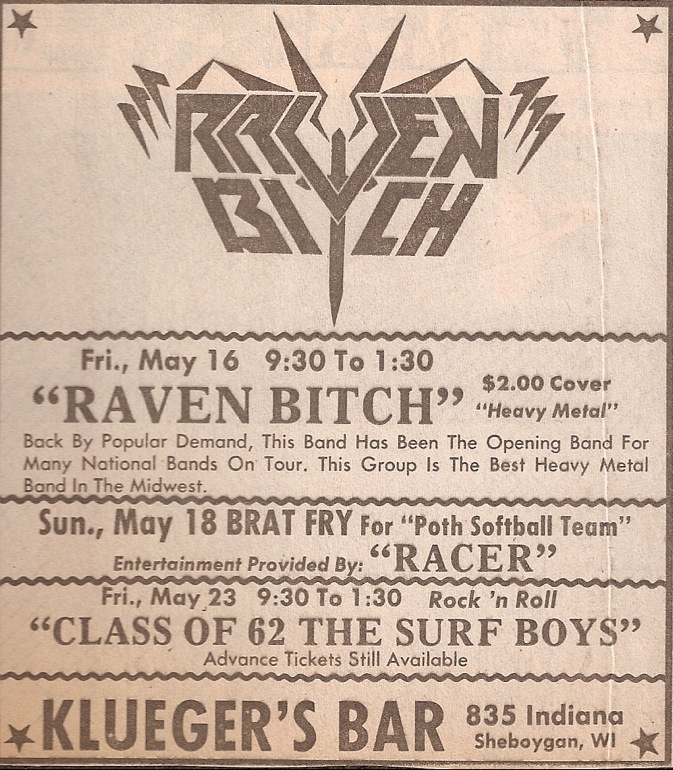 RAVEN
BITCH
Fri., May 16 9:30 To 1:30
"RAVEN BITCH" $2.00 Cover
"Heavy Metal"
Back By Popular Demand, This Band Has Been The Opening Band For
Many National Bands On Tour. This Group Is The Best Heavy Metal
Band In The Midwest.
Sun., May 18 BRAT FRY For "Poth Softball Team"
Entertainment Provided By: "RACER"
Fri., May 23 9:30 To 1:30 Rock 'n Roll
"CLASS OF 62 THE SURF BOYS"
Advance Tickets Still Available
KLUEGER'S BAR 835 Indiana
Sheboygan, WI